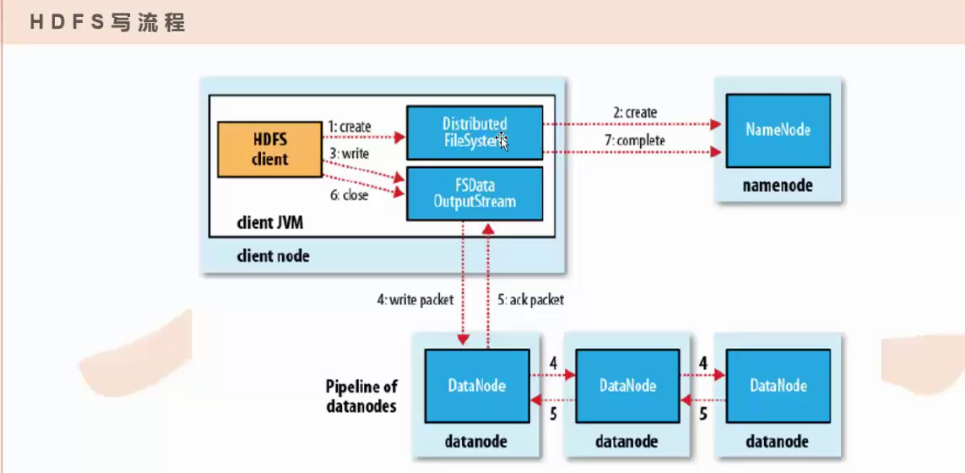 HDFS写流程
HDFS
client
1: create
3: write
6: close
Distributed
FileSystem
FSData
OutputStream
client JVM
client node
2: create
7: complete
NameNode
namenode
4: write packet
5: ack packet
Pipeline of
datanodes
DataNode
datanode
4
5
DataNode
datanode
4
5
DataNode
datanode